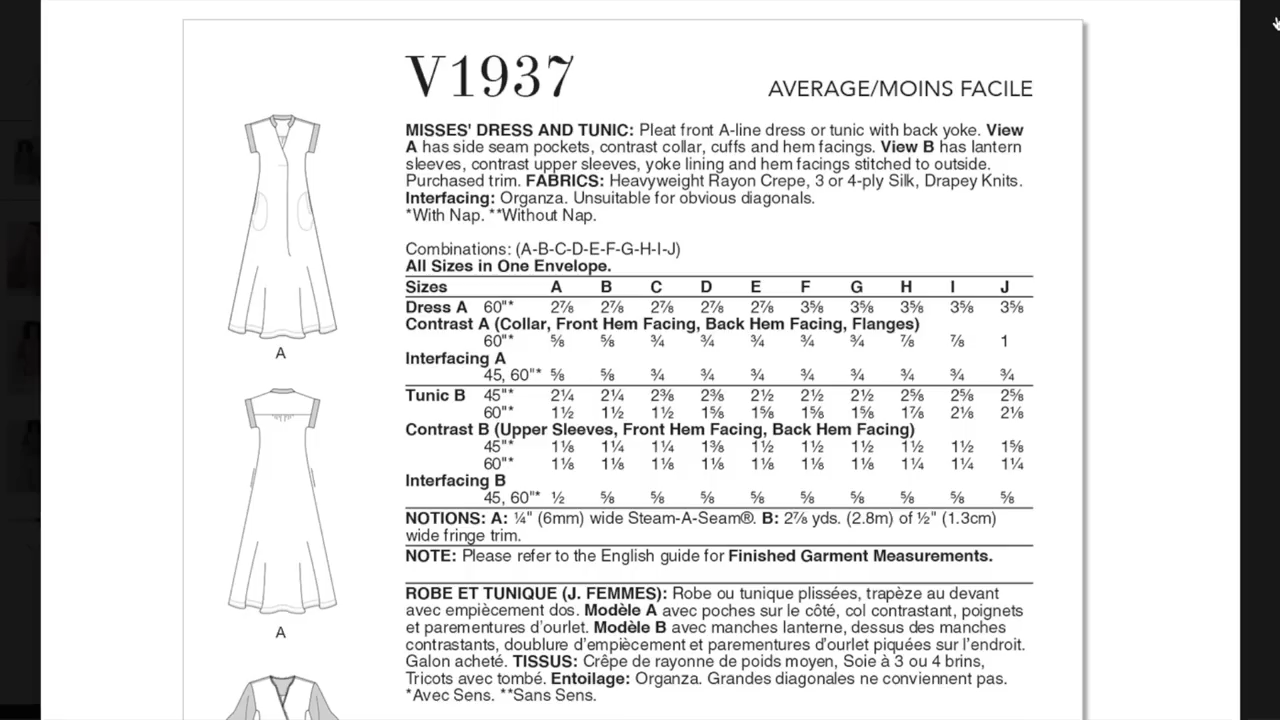 V1937
AVERAGE/MOINS FACILE
MISSES' DRESS AND TUNIC: Pleat front A-line dress or tunic with back yoke. View
A has side seam pockets, contrast collar, cuffs and hem facings. View B has lantern
sleeves, contrast upper sleeves, yoke lining and hem facings stitched to outside.
Purchased trim. FABRICS: Heavyweight Rayon Crepe, 3 or 4-ply Silk, Drapey Knits.
Interfacing: Organza. Unsuitable for obvious diagonals.
*With Nap. **Without Nap.
Combinations: (A-B-C-D-E-F-G-H-I-J)
All Sizes in One Envelope.
Sizes A B C D E F G H I J
Dress A 60"* 2⅞ 2⅞ 2⅞ 2⅞ 2⅞ 3⅝ 3⅝ 3⅝ 3⅝ 3⅝
Contrast A (Collar, Front Hem Facing, Back Hem Facing, Flanges)
60"* ⅝ ⅝ ¾ ¾ ¾ ¾ ¾ ⅞ ⅞ 1
Interfacing A
45, 60"* ⅝ ⅝ ¾ ¾ ¾ ¾ ¾ ¾ ¾ ¾
Tunic B 45"* 2¼ 2¼ 2⅜ 2⅜ 2½ 2½ 2½ 2⅝ 2⅝ 2⅝
60"* 1½ 1½ 1½ 1⅝ 1⅝ 1⅝ 1⅝ 1⅞ 2⅛ 2⅛
Contrast B (Upper Sleeves, Front Hem Facing, Back Hem Facing)
45"* 1⅛ 1¼ 1¼ 1⅜ 1½ 1½ 1½ 1½ 1½ 1⅝
60"* 1⅛ 1⅛ 1⅛ 1⅛ 1⅛ 1⅛ 1⅛ 1¼ 1¼ 1¼
Interfacing B
45, 60"* ½ ⅝ ⅝ ⅝ ⅝ ⅝ ⅝ ⅝ ⅝ ⅝
NOTIONS: A: ¼" (6mm) wide Steam-A-Seam®. B: 2⅞ yds. (2.8m) of ½" (1.3cm)
wide fringe trim.
NOTE: Please refer to the English guide for Finished Garment Measurements.
ROBE ET TUNIQUE (J. FEMMES): Robe ou tunique plissées, trapèze au devant
avec empiècement dos. Modèle A avec poches sur le côté, col contrastant, poignets
et parementures d'ourlet. Modèle B avec manches lanterne, dessus des manches
contrastants, doublure d'empiècement et parementures d'ourlet piquées sur l'endroit.
Galon acheté. TISSUS: Crêpe de rayonne de poids moyen, Soie à 3 ou 4 brins,
Tricots avec tombé. Entoilage: Organza. Grandes diagonales ne conviennent pas.
*Avec Sens. **Sans Sens.
A
A